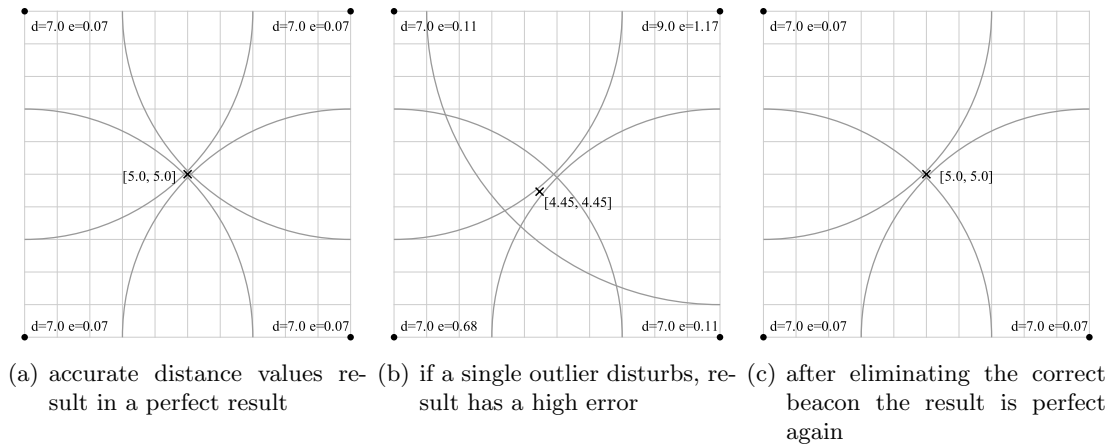 d=7.0 e=0.07
d=7.0 e=0.07
[5.0, 5.0]
d=7.0 e=0.07
d=7.0 e=0.07
d=7.0 e=0.11
d=9.0 e=1.17
[4.45, 4.45]
d=7.0 e=0.68
d=7.0 e=0.11
d=7.0 e=0.07
[5.0, 5.0]
d=7.0 e=0.07
d=7.0 e=0.07
(a) accurate distance values re-
sult in a perfect result
(b) if a single outlier disturbs, re-
sult has a high error
(c) after eliminating the correct
beacon the result is perfect
again